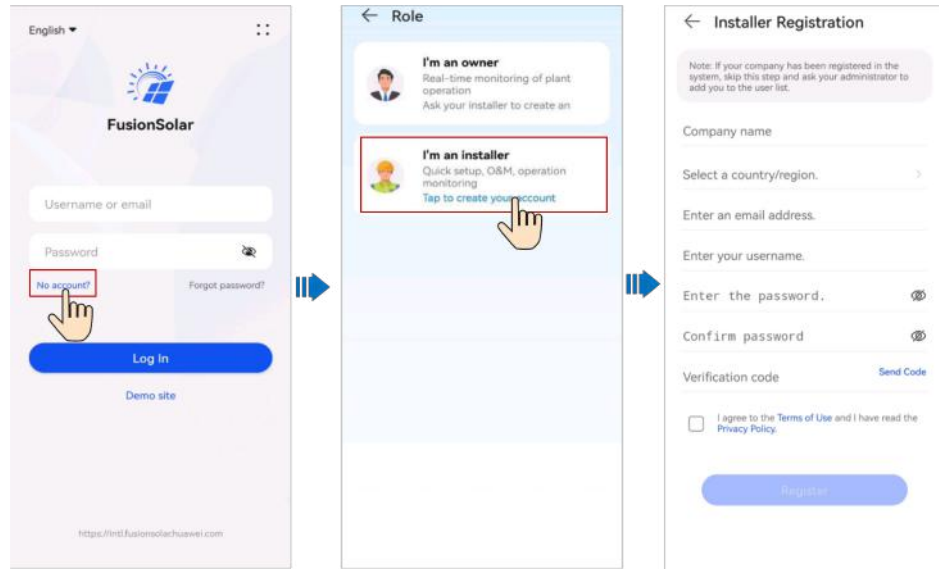 English
FusionSolar
Username or email
Password
No account?
Forgot password?
Log In
Demo site
https://intl.fusionsolar.huawei.com
Role
I'm an owner
Real-time monitoring of plant
operation
Ask your installer to create an
I'm an installer
Quick setup, O&M, operation
monitoring
Tap to create your account
Installer Registration
Note: If your company has been registered in the
system, skip this step and ask your administrator to
add you to the user list.
Company name
Select a country/region.
Enter an email address.
Enter your username.
Enter the password.
Confirm password
Verification code
Send Code
I agree to the Terms of Use and I have read the
Privacy Policy.
Register